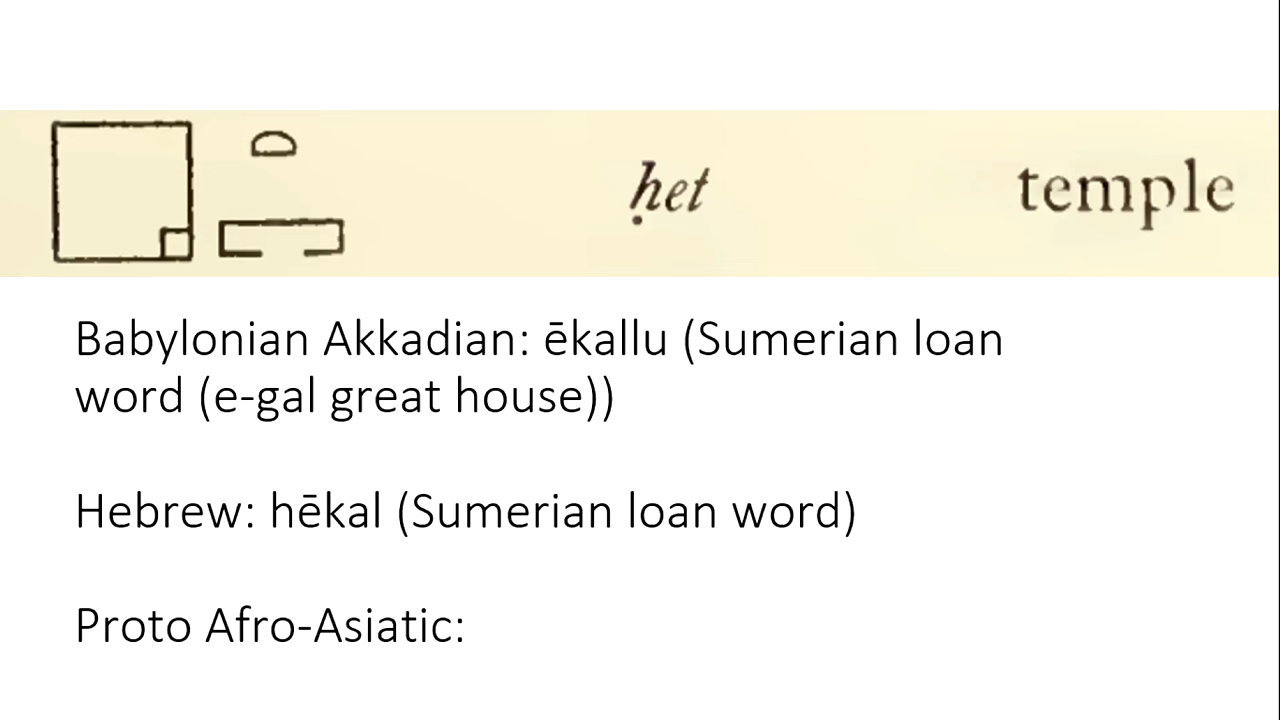 𓉗𓏏𓉐 ḥet temple
Babylonian Akkadian: ēkallu (Sumerian loan
word (e-gal great house))
Hebrew: hēkal (Sumerian loan word)
Proto Afro-Asiatic: